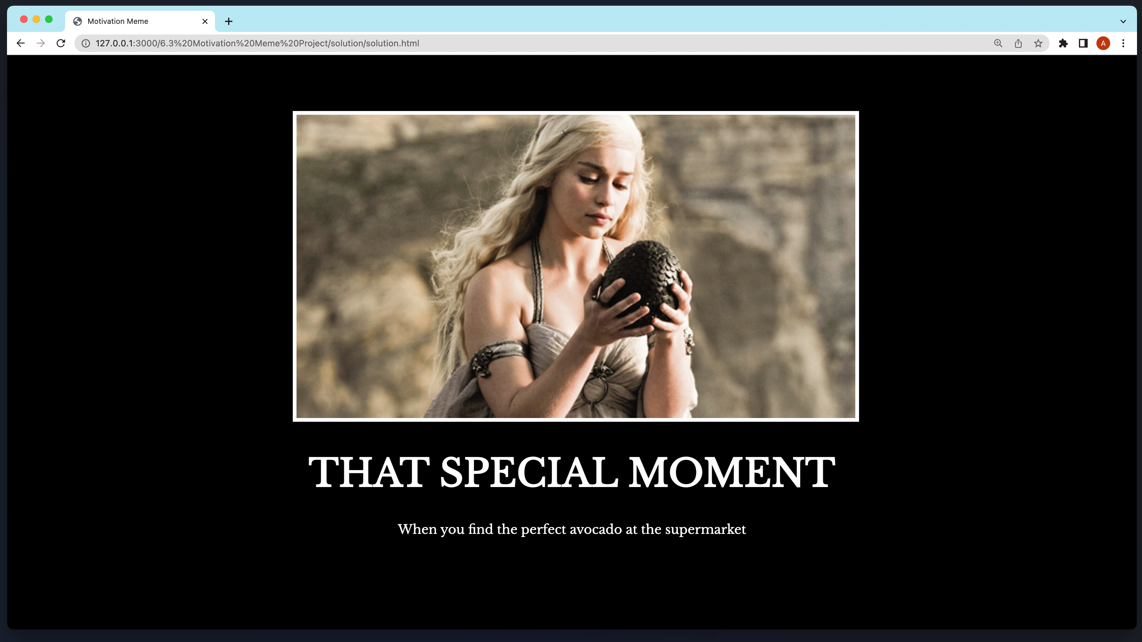 Motivation Meme
127.0.0.1:3000/6.3%20Motivation%20Meme%20Project/solution/solution.html
A
THAT SPECIAL MOMENT
When you find the perfect avocado at the supermarket